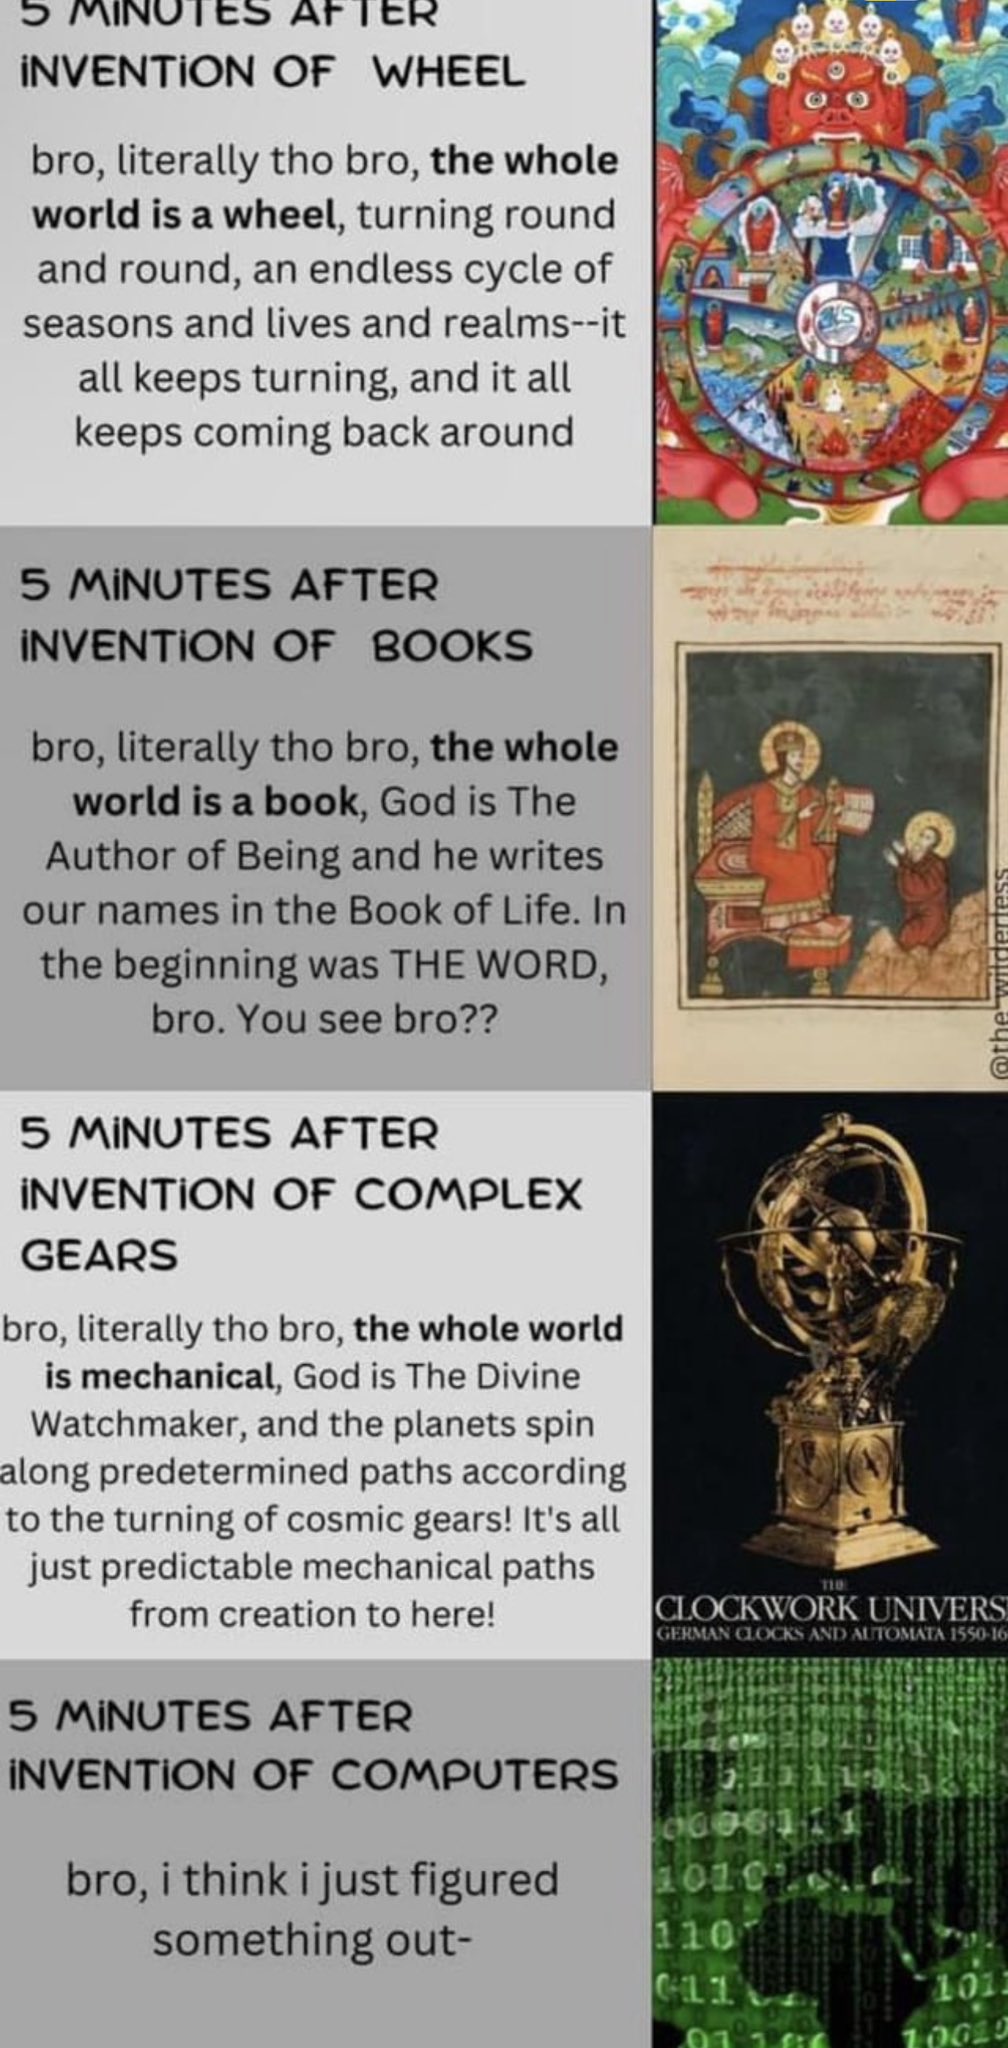 5 MINUTES AFTER
INVENTION OF WHEEL
bro, literally tho bro, the whole
world is a wheel, turning round
and round, an endless cycle of
seasons and lives and realms--it
all keeps turning, and it all
keeps coming back around
5 MINUTES AFTER
INVENTION OF BOOKS
bro, literally tho bro, the whole
world is a book, God is The
Author of Being and he writes
our names in the Book of Life. In
the beginning was THE WORD,
bro. You see bro??
@the_wilderless
5 MINUTES AFTER
INVENTION OF COMPLEX
GEARS
bro, literally tho bro, the whole world
is mechanical, God is The Divine
Watchmaker, and the planets spin
along predetermined paths according
to the turning of cosmic gears! It's all
just predictable mechanical paths
from creation to here!
THE
CLOCKWORK UNIVERS
GERMAN CLOCKS AND AUTOMATA 1550-16
5 MINUTES AFTER
INVENTION OF COMPUTERS
bro, i think i just figured
something out-